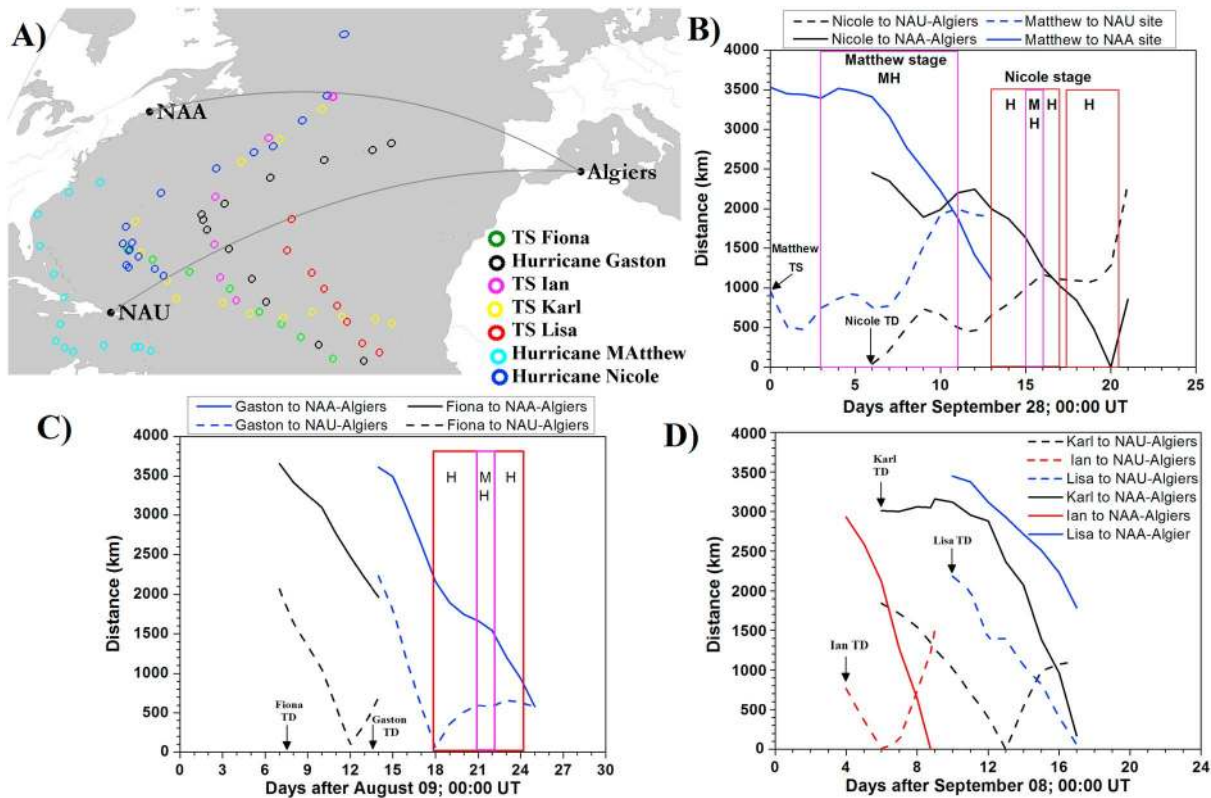 A)
NAA
Algiers
NAU
TS Fiona
Hurricane Gaston
TS Ian
TS Karl
TS Lisa
Hurricane MAtthew
Hurricane Nicole
B)
Nicole to NAU-Algiers
Matthew to NAU site
Nicole to NAA-Algiers
Matthew to NAA site
4000
3500
3000
2500
2000
1500
1000
500
0
Distance (km)
Matthew stage
MH
Nicole stage
H
M
H
H
H
Matthew
TS
Nicole TD
0
5
10
15
20
25
Days after September 28; 00:00 UT
C)
Gaston to NAA-Algiers
Fiona to NAA-Algiers
Gaston to NAU-Algiers
Fiona to NAU-Algiers
4000
3500
3000
2500
2000
1500
1000
500
0
Distance (km)
H
M
H
H
Fiona
TD
Gaston
TD
0
3
6
9
12
15
18
21
24
27
30
Days after August 09; 00:00 UT
D)
Karl to NAU-Algiers
Ian to NAU-Algiers
Lisa to NAU-Algiers
Karl to NAA-Algiers
Ian to NAA-Algiers
Lisa to NAA-Algier
4000
3500
3000
2500
2000
1500
1000
500
0
Distance (km)
Karl
TD
Lisa TD
Ian TD
0
4
8
12
16
20
24
Days after September 08; 00:00 UT